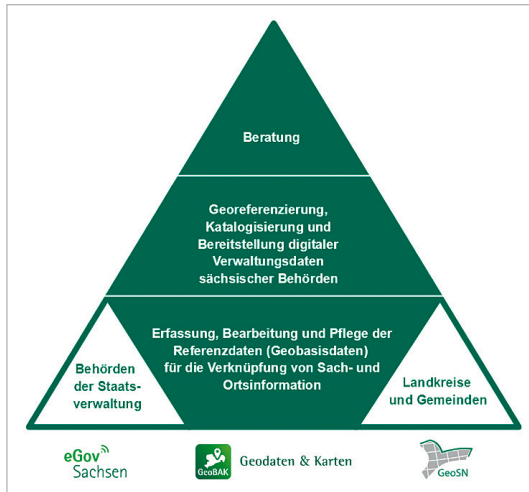 Beratung
Georeferenzierung,
Katalogisierung und
Bereitstellung digitaler
Verwaltungsdaten
sächsischer Behörden
Erfassung, Bearbeitung und Pflege der
Referenzdaten (Geobasisdaten)
für die Verknüpfung von Sach- und
Ortsinformation
Behörden
der Staats-
verwaltung
Landkreise
und Gemeinden
eGov
Sachsen
GeoBAK
Geodaten & Karten
GeoSN